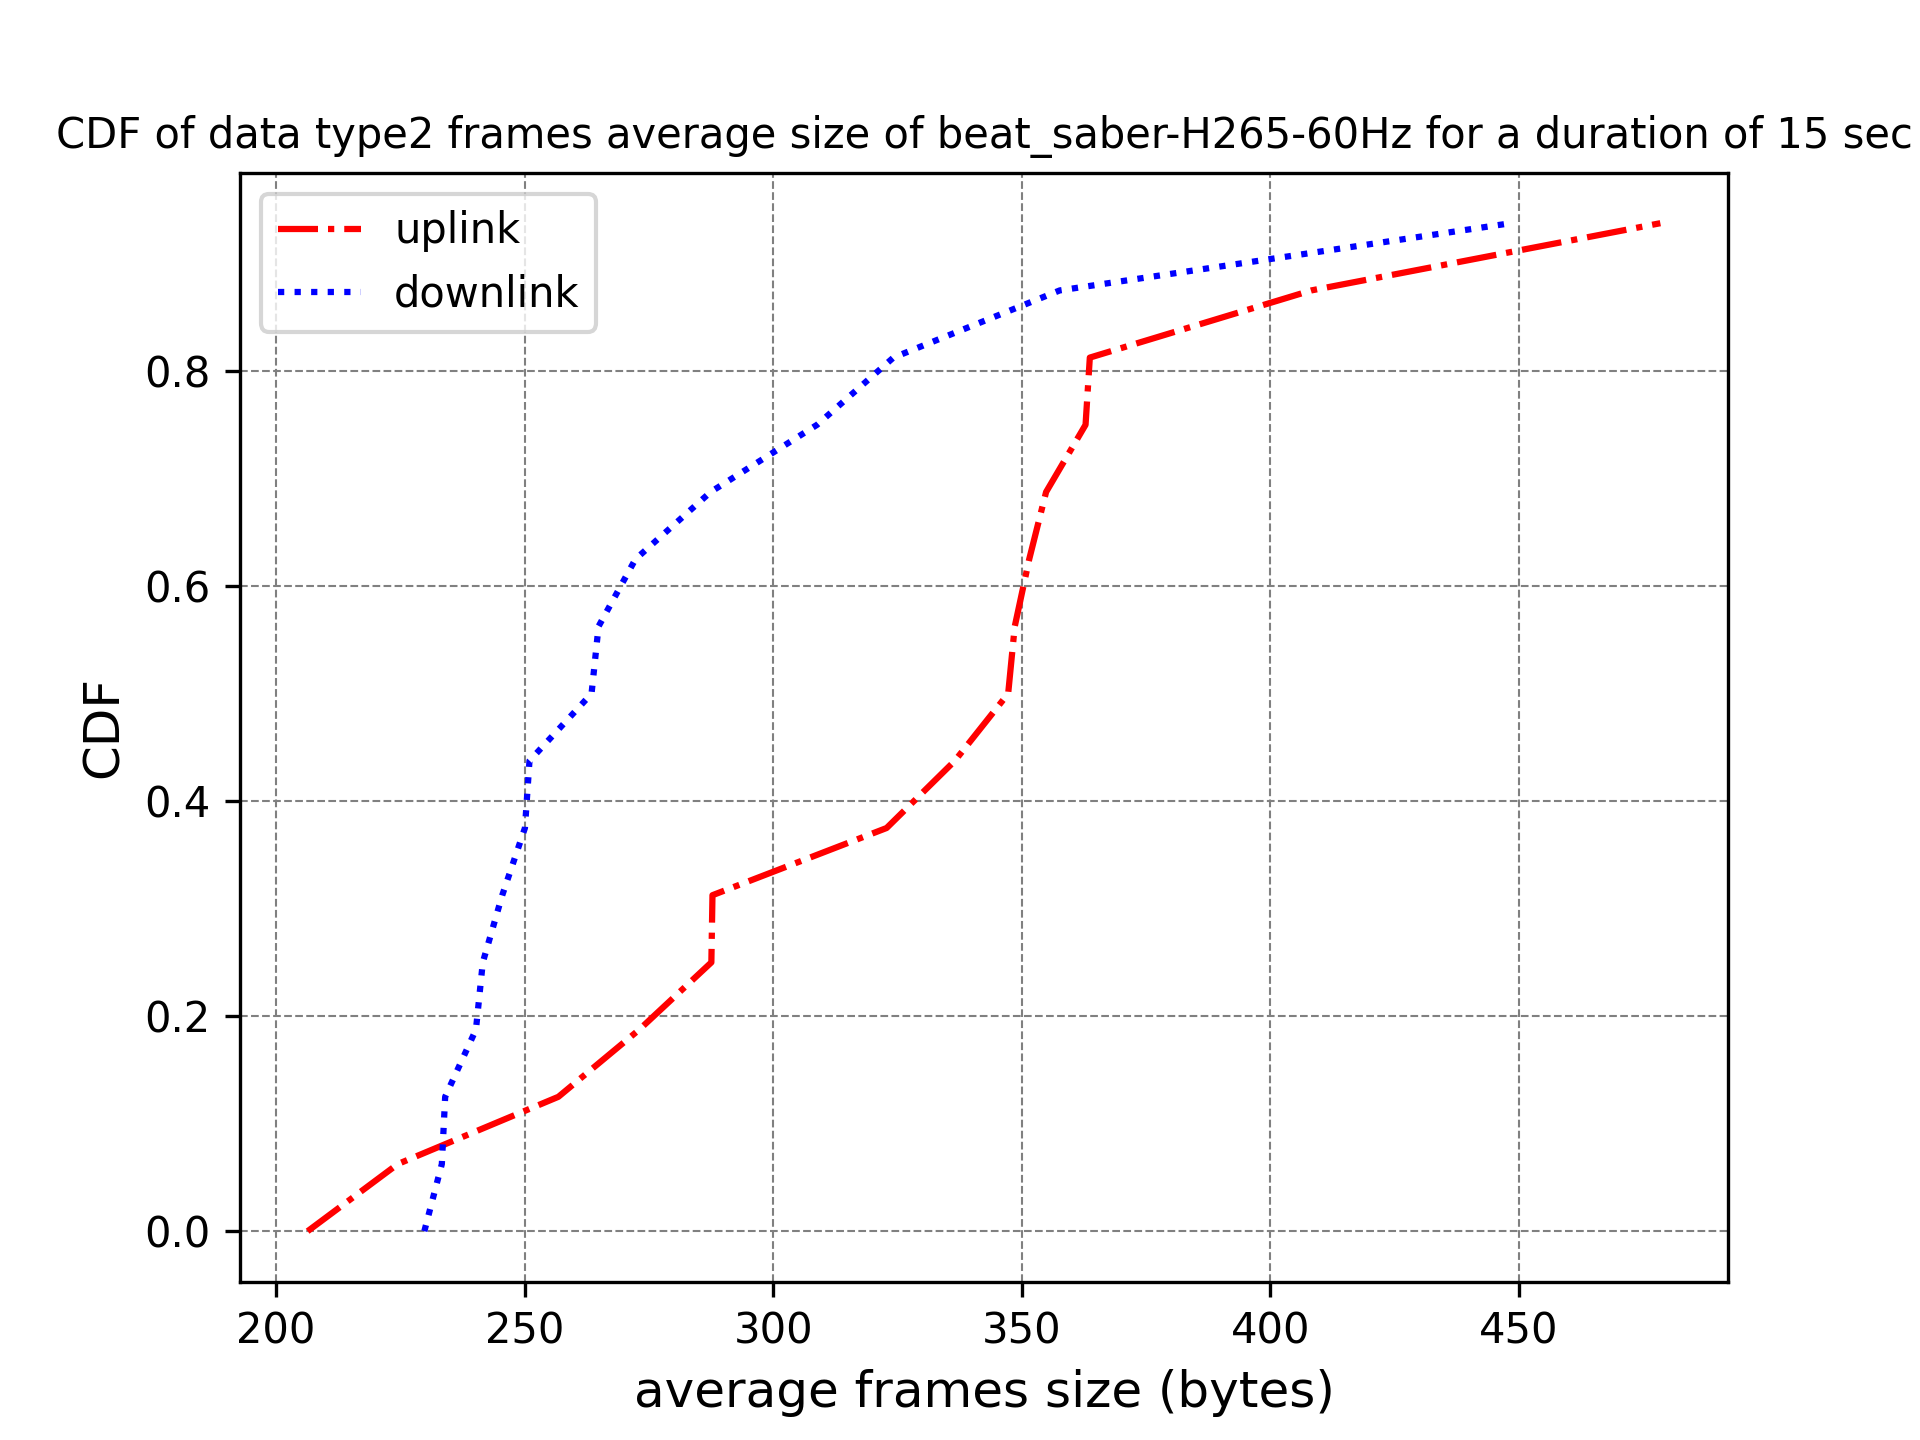 CDF of data type2 frames average size of beat_saber-H265-60Hz for a duration of 15 sec
uplink
downlink
0.8
0.6
0.4
0.2
0.0
CDF
200 250 300 350 400 450
average frames size (bytes)